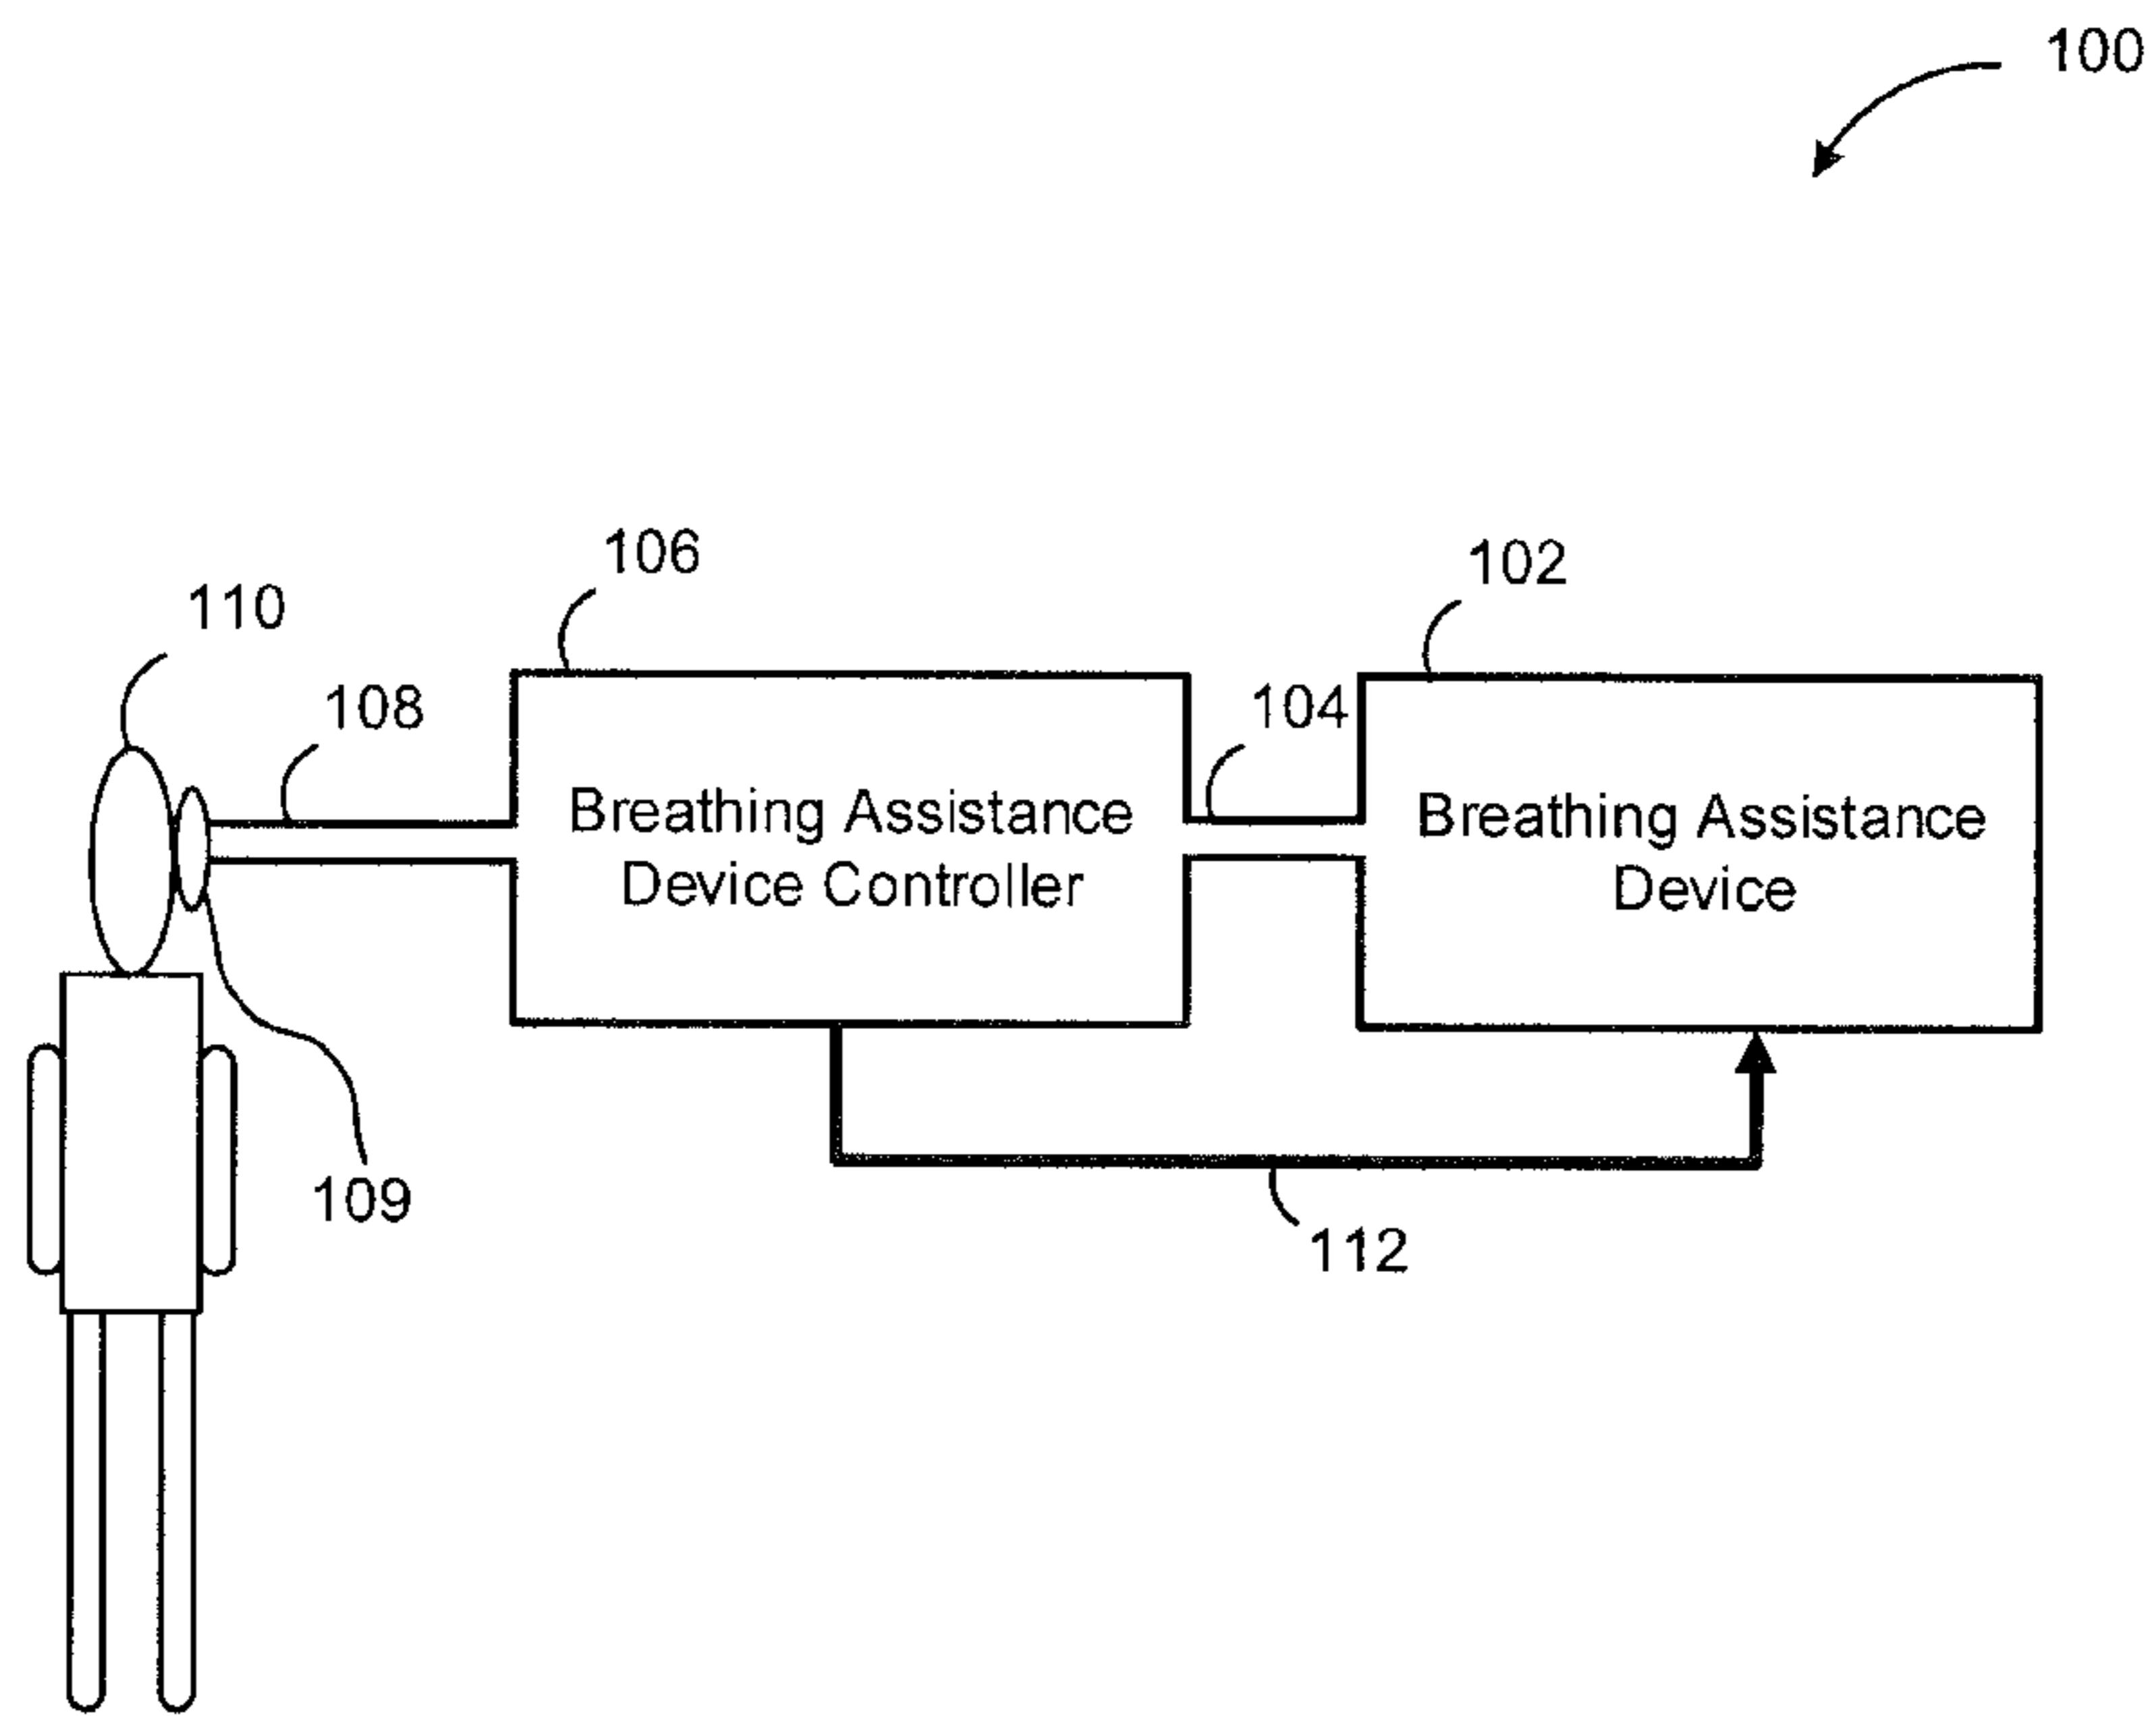 100
106
102
110
108
104
Breathing Assistance
Device Controller
Breathing Assistance
Device
109
112